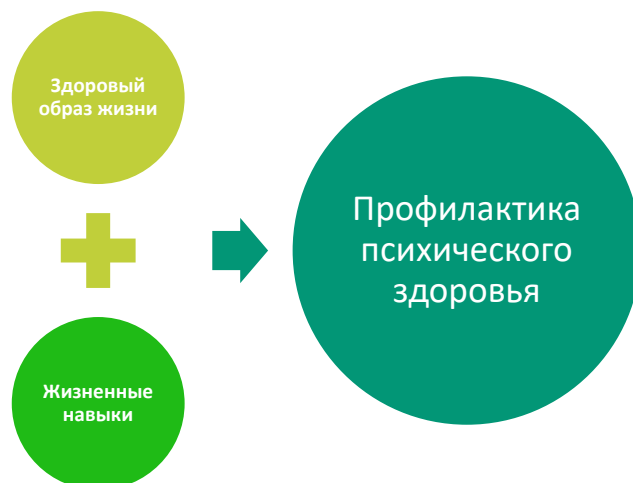 Здоровый
образ жизни
Жизненные
навыки
Профилактика
психического
здоровья